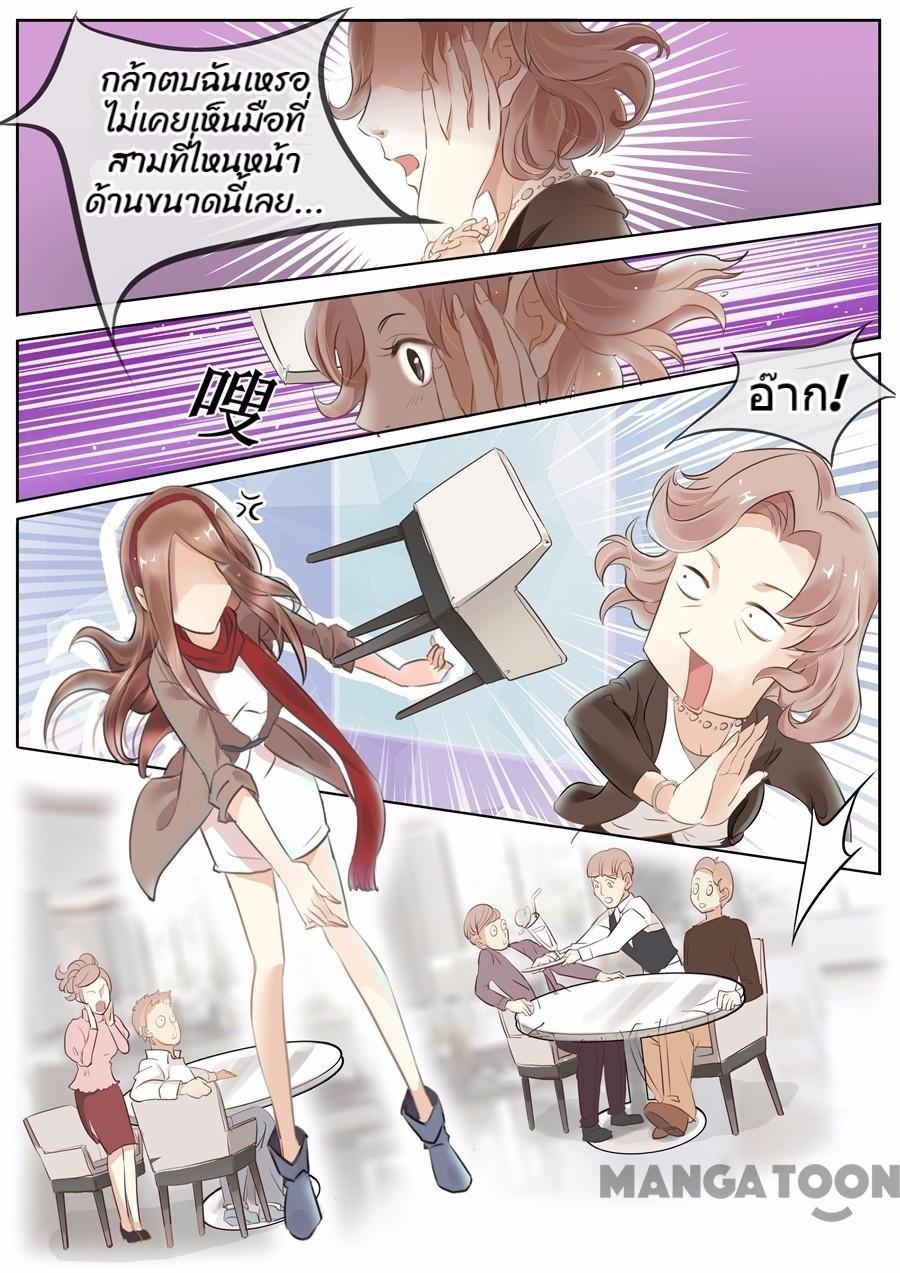 กล้าตบฉันเหรอ
ไม่เคยเห็นมือที่
สามที่ไหนหน้า
ด้านขนาดนี้เลย...
嗖
อ๊าก!
MANGATOON